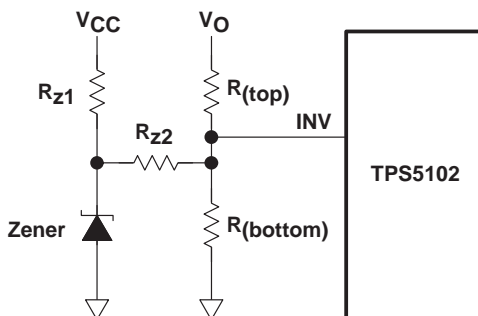 VCC
VO
Rz1
R(top)
Rz2
INV
TPS5102
Zener
R(bottom)